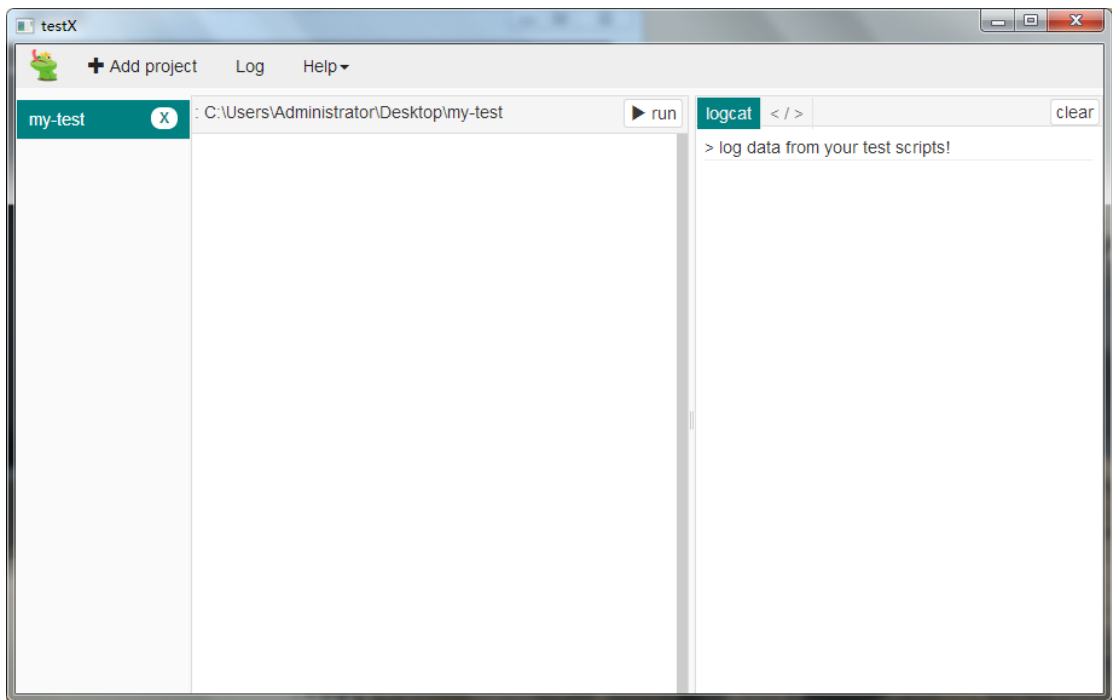 testX
Add project Log Help
my-test X
: C:\Users\Administrator\Desktop\my-test run
logcat < / > clear
> log data from your test scripts!